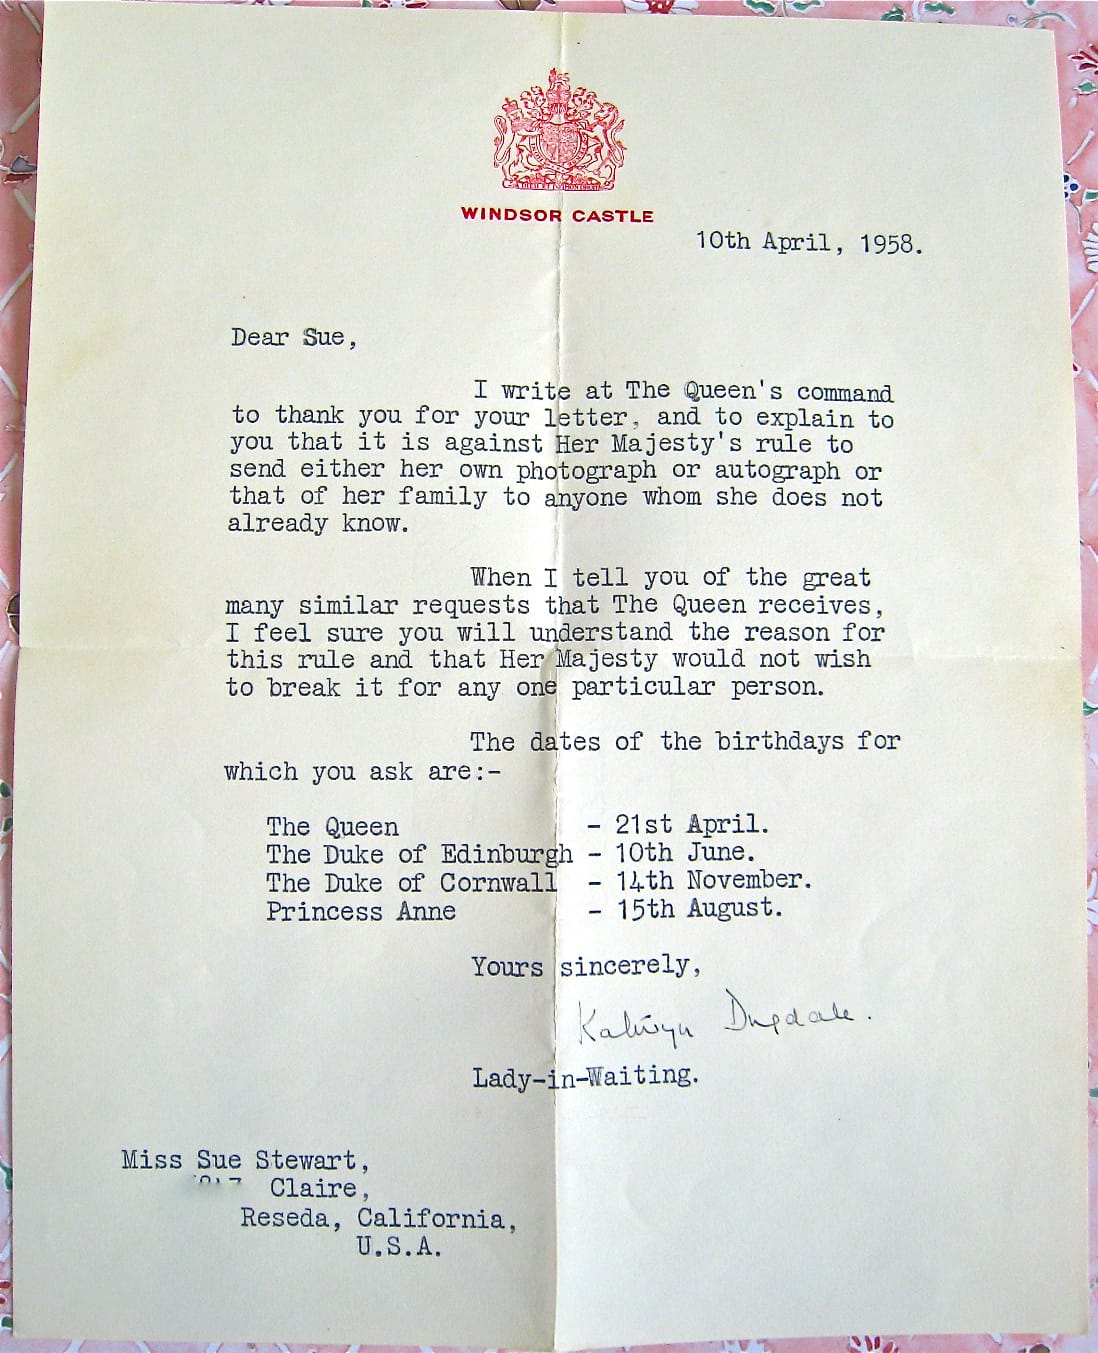 WINDSOR CASTLE
10th April, 1958.
Dear Sue,
I write at The Queen's command
to thank you for your letter, and to explain to
you that it is against Her Majesty's rule to
send either her own photograph or autograph or
that of her family to anyone whom she does not
already know.
When I tell you of the great
many similar requests that The Queen receives,
I feel sure you will understand the reason for
this rule and that Her Majesty would not wish
to break it for any one particular person.
The dates of the birthdays for
which you ask are:-
The Queen - 21st April.
The Duke of Edinburgh - 10th June.
The Duke of Cornwall - 14th November.
Princess Anne - 15th August.
Yours sincerely,
Kathryn Dugdale.
Lady-in-Waiting.
Miss Sue Stewart,
Claire,
Reseda, California,
U.S.A.